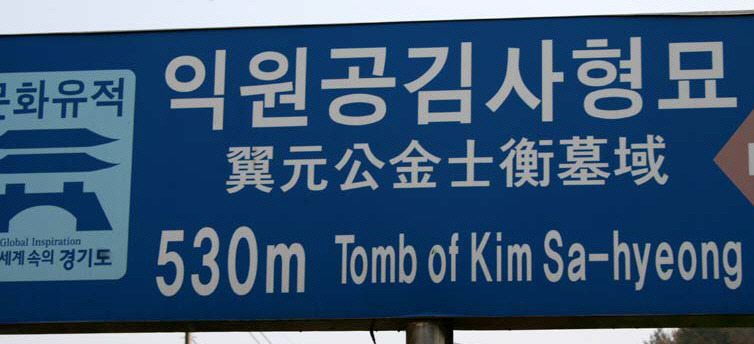 문화유적
Global Inspiration
세계 속의 경기도
익원공김사형묘
翼元公金士衡墓域
530m Tomb of Kim Sa-hyeong